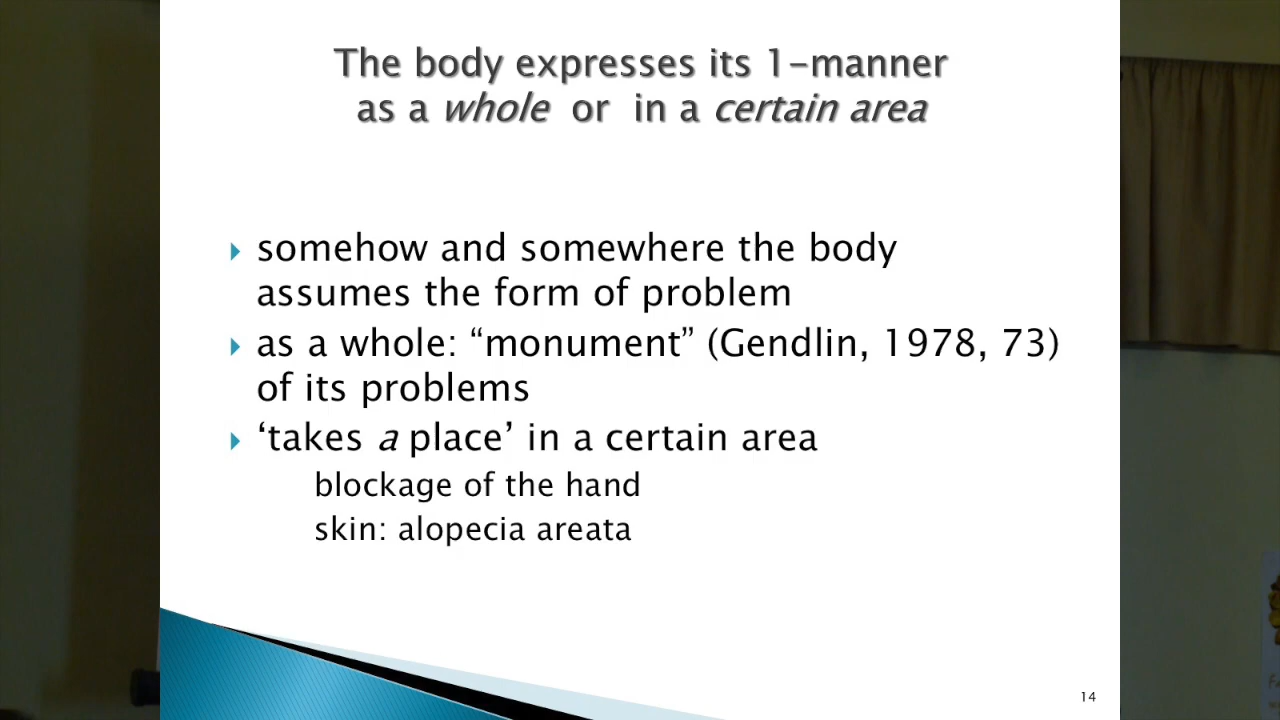 The body expresses its 1-manner
as a whole or in a certain area
somehow and somewhere the body
assumes the form of problem
as a whole: “monument” (Gendlin, 1978, 73)
of its problems
‘takes a place’ in a certain area
blockage of the hand
skin: alopecia areata
14